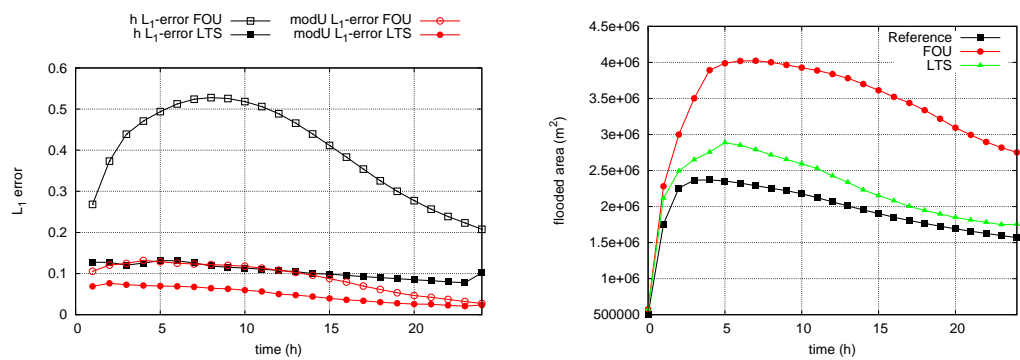 h L₁-error FOU
h L₁-error LTS
modU L₁-error FOU
modU L₁-error LTS
0.6
0.5
0.4
0.3
0.2
0.1
0
L₁ error
0 5 10 15 20
time (h)
Reference
FOU
LTS
4.5e+06
4e+06
3.5e+06
3e+06
2.5e+06
2e+06
1.5e+06
1e+06
500000
flooded area (m²)
0 5 10 15 20
time (h)